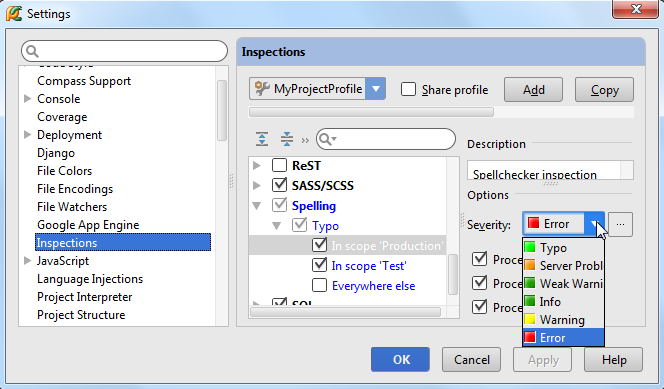 Settings
Compass Support
Console
Coverage
Deployment
Django
File Colors
File Encodings
File Watchers
Google App Engine
Inspections
JavaScript
Language Injections
Project Interpreter
Project Structure
Inspections
MyProjectProfile
Share profile
Add
Copy
»
ReST
SASS/SCSS
Spelling
Typo
In scope 'Production'
In scope 'Test'
Everywhere else
SQL
Description
Spellchecker inspection
Options
Severity:
Error
...
Typo
Server Probl
Weak Warni
Info
Warning
Error
Proce
Proce
Proce
OK
Cancel
Apply
Help